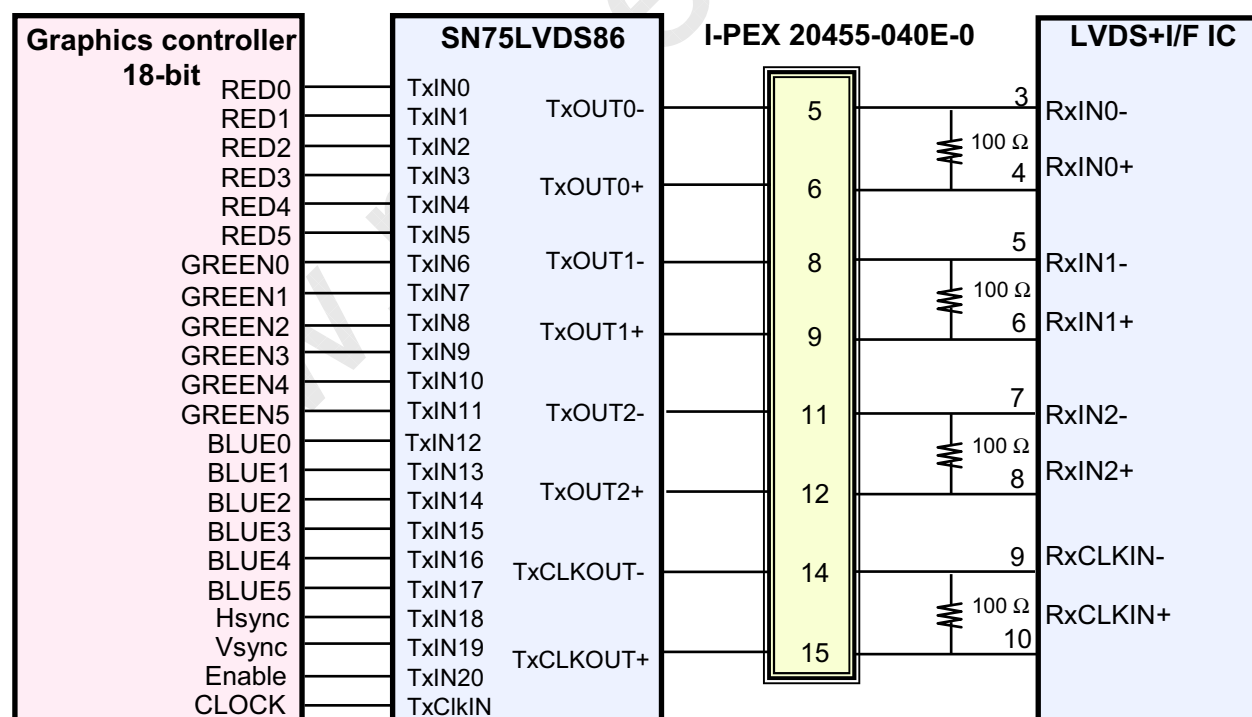 Graphics controller
18-bit
RED0
RED1
RED2
RED3
RED4
RED5
GREEN0
GREEN1
GREEN2
GREEN3
GREEN4
GREEN5
BLUE0
BLUE1
BLUE2
BLUE3
BLUE4
BLUE5
Hsync
Vsync
Enable
CLOCK
SN75LVDS86
TxIN0
TxIN1
TxIN2
TxIN3
TxIN4
TxIN5
TxIN6
TxIN7
TxIN8
TxIN9
TxIN10
TxIN11
TxIN12
TxIN13
TxIN14
TxIN15
TxIN16
TxIN17
TxIN18
TxIN19
TxIN20
TxClkIN
TxOUT0-
TxOUT0+
TxOUT1-
TxOUT1+
TxOUT2-
TxOUT2+
TxCLKOUT-
TxCLKOUT+
I-PEX 20455-040E-0
5
6
8
9
11
12
14
15
3
100 Ω
4
5
100 Ω
6
7
100 Ω
8
9
100 Ω
10
LVDS+I/F IC
RxIN0-
RxIN0+
RxIN1-
RxIN1+
RxIN2-
RxIN2+
RxCLKIN-
RxCLKIN+